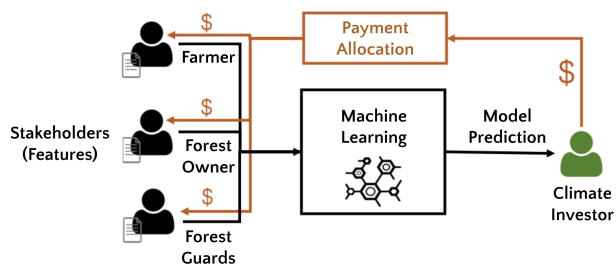 $
Payment
Allocation
Farmer
$
$
Machine
Learning
Model
Prediction
Stakeholders
(Features)
Forest
Owner
$
Climate
Investor
Forest
Guards